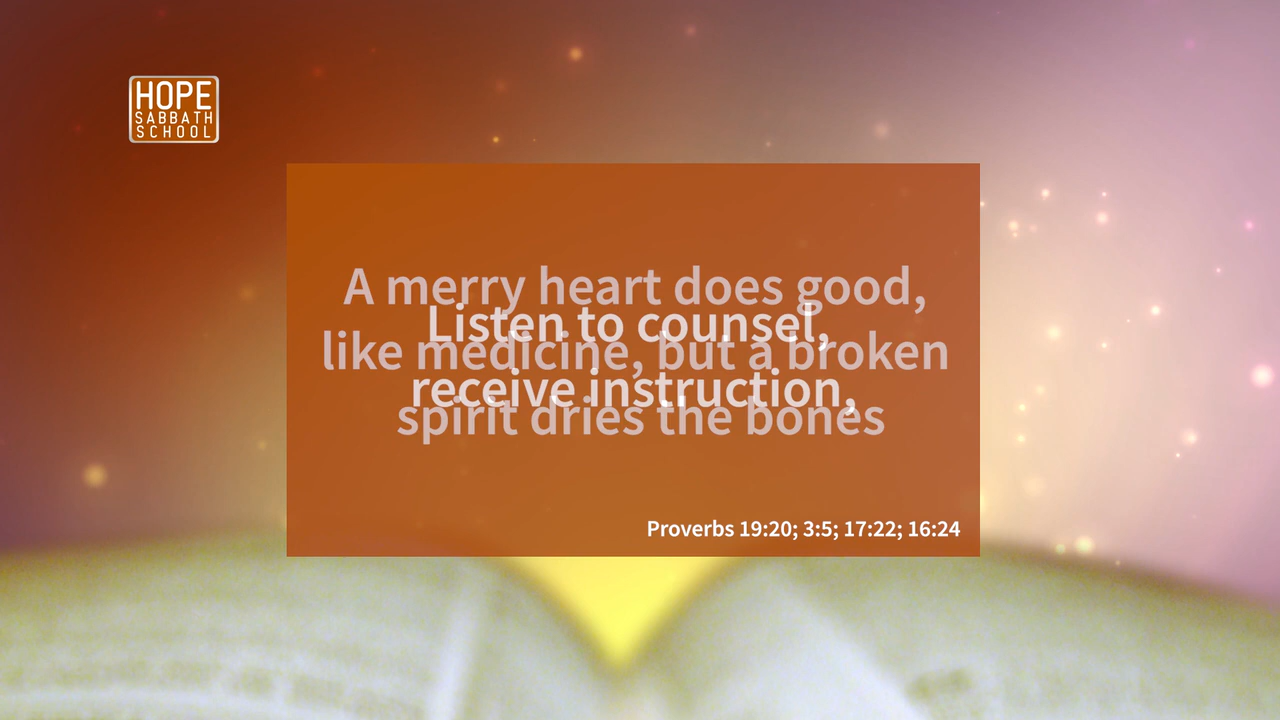 HOPE
SABBATH
SCHOOL
A merry heart does good,
Listen to counsel,
like medicine, but a broken
receive instruction,
spirit dries the bones
Proverbs 19:20; 3:5; 17:22; 16:24